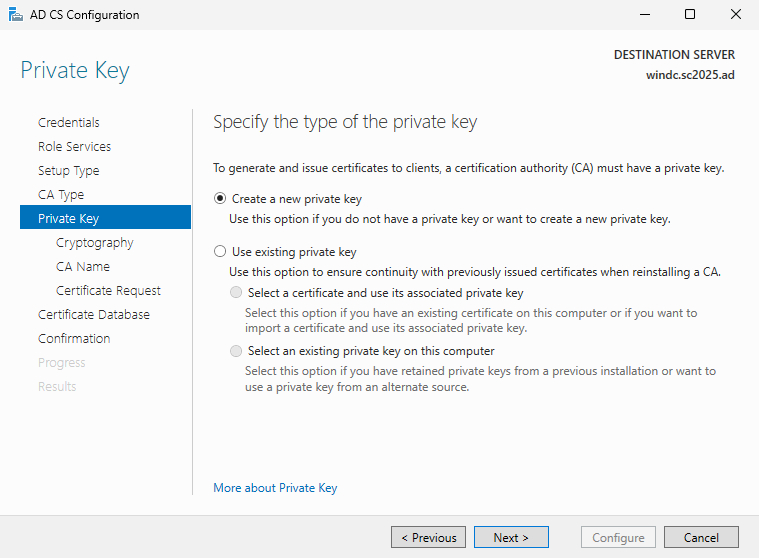 AD CS Configuration
Private Key
DESTINATION SERVER
windc.sc2025.ad
Credentials
Role Services
Setup Type
CA Type
Private Key
Cryptography
CA Name
Certificate Request
Certificate Database
Confirmation
Progress
Results
Specify the type of the private key
To generate and issue certificates to clients, a certification authority (CA) must have a private key.
Create a new private key
Use this option if you do not have a private key or want to create a new private key.
Use existing private key
Use this option to ensure continuity with previously issued certificates when reinstalling a CA.
Select a certificate and use its associated private key
Select this option if you have an existing certificate on this computer or if you want to
import a certificate and use its associated private key.
Select an existing private key on this computer
Select this option if you have retained private keys from a previous installation or want to
use a private key from an alternate source.
More about Private Key
< Previous
Next >
Configure
Cancel